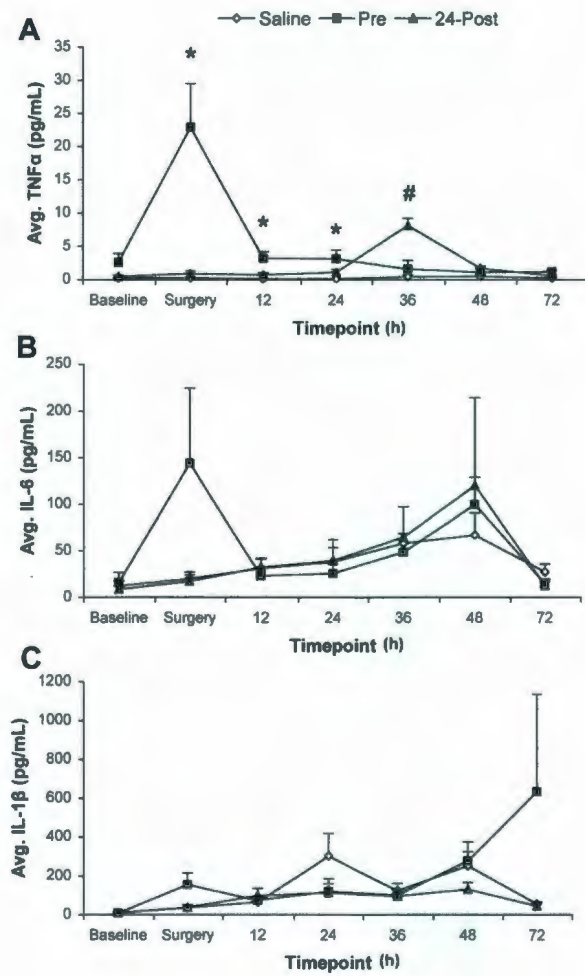 Saline Pre 24-Post
A
*
35
30
25
20
15
10
5
0
Avg. TNFα (pg/mL)
* * #
Baseline Surgery 12 24 36 48 72
Timepoint (h)
B
250
200
150
100
50
0
Avg. IL-6 (pg/mL)
Baseline Surgery 12 24 36 48 72
Timepoint (h)
C
1200
1000
800
600
400
200
0
Avg. IL-1β (pg/mL)
Baseline Surgery 12 24 36 48 72
Timepoint (h)